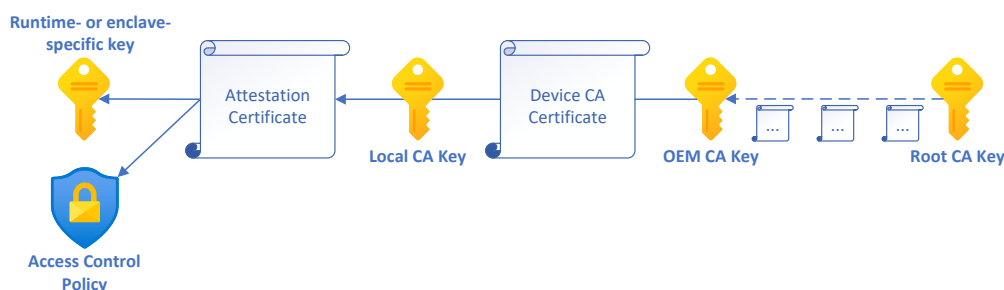 Runtime- or enclave-
specific key
Attestation
Certificate
Local CA Key
Device CA
Certificate
OEM CA Key
...
...
...
Root CA Key
Access Control
Policy